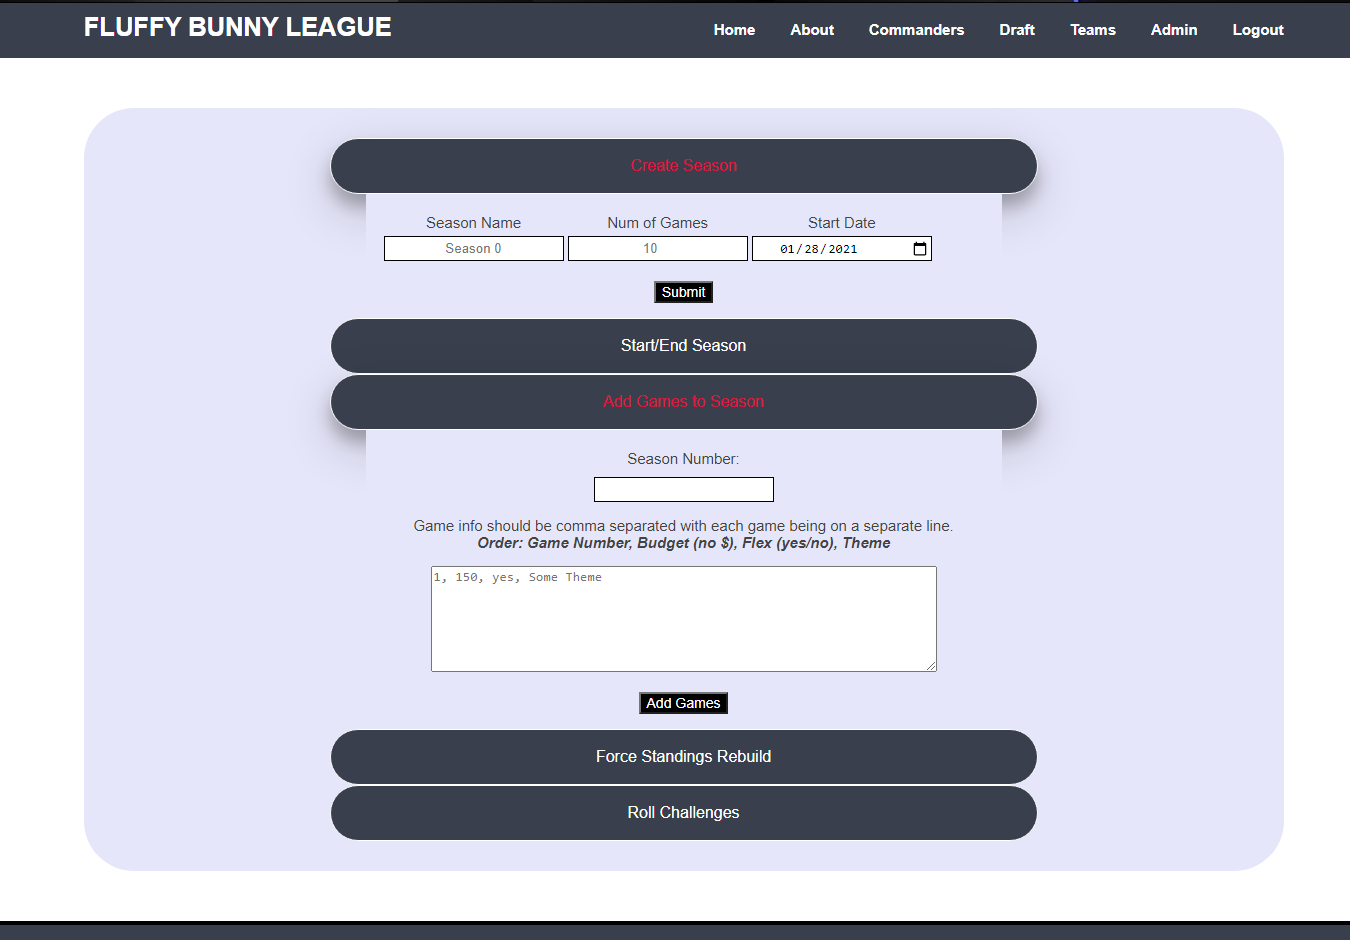 FLUFFY BUNNY LEAGUE
Home About Commanders Draft Teams Admin Logout
Create Season
Season Name Num of Games Start Date
Season 0 10 01/28/2021
Submit
Start/End Season
Add Games to Season
Season Number:
Game info should be comma separated with each game being on a separate line.
Order: Game Number, Budget (no $), Flex (yes/no), Theme
1, 150, yes, Some Theme
Add Games
Force Standings Rebuild
Roll Challenges